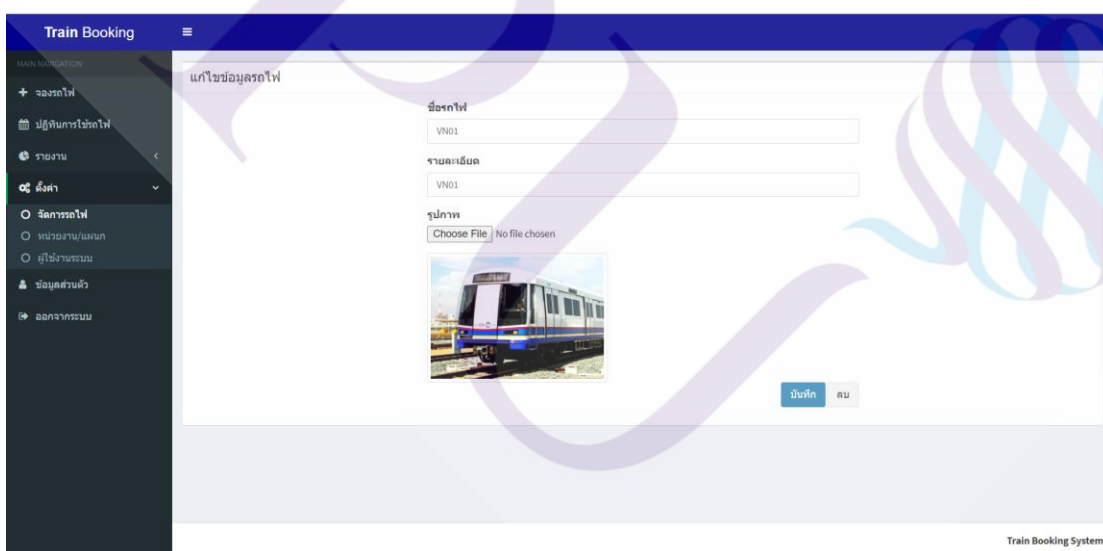 Train Booking
MAIN NAVIGATION
จองรถไฟ
ปฏิทินการใช้รถไฟ
รายงาน
ตั้งค่า
จัดการรถไฟ
หน่วยงาน/แผนก
ผู้ใช้งานระบบ
ข้อมูลส่วนตัว
ออกจากระบบ
แก้ไขข้อมูลรถไฟ
ชื่อรถไฟ
VN01
รายละเอียด
VN01
รูปภาพ
Choose File No file chosen
บันทึก ลบ
Train Booking System